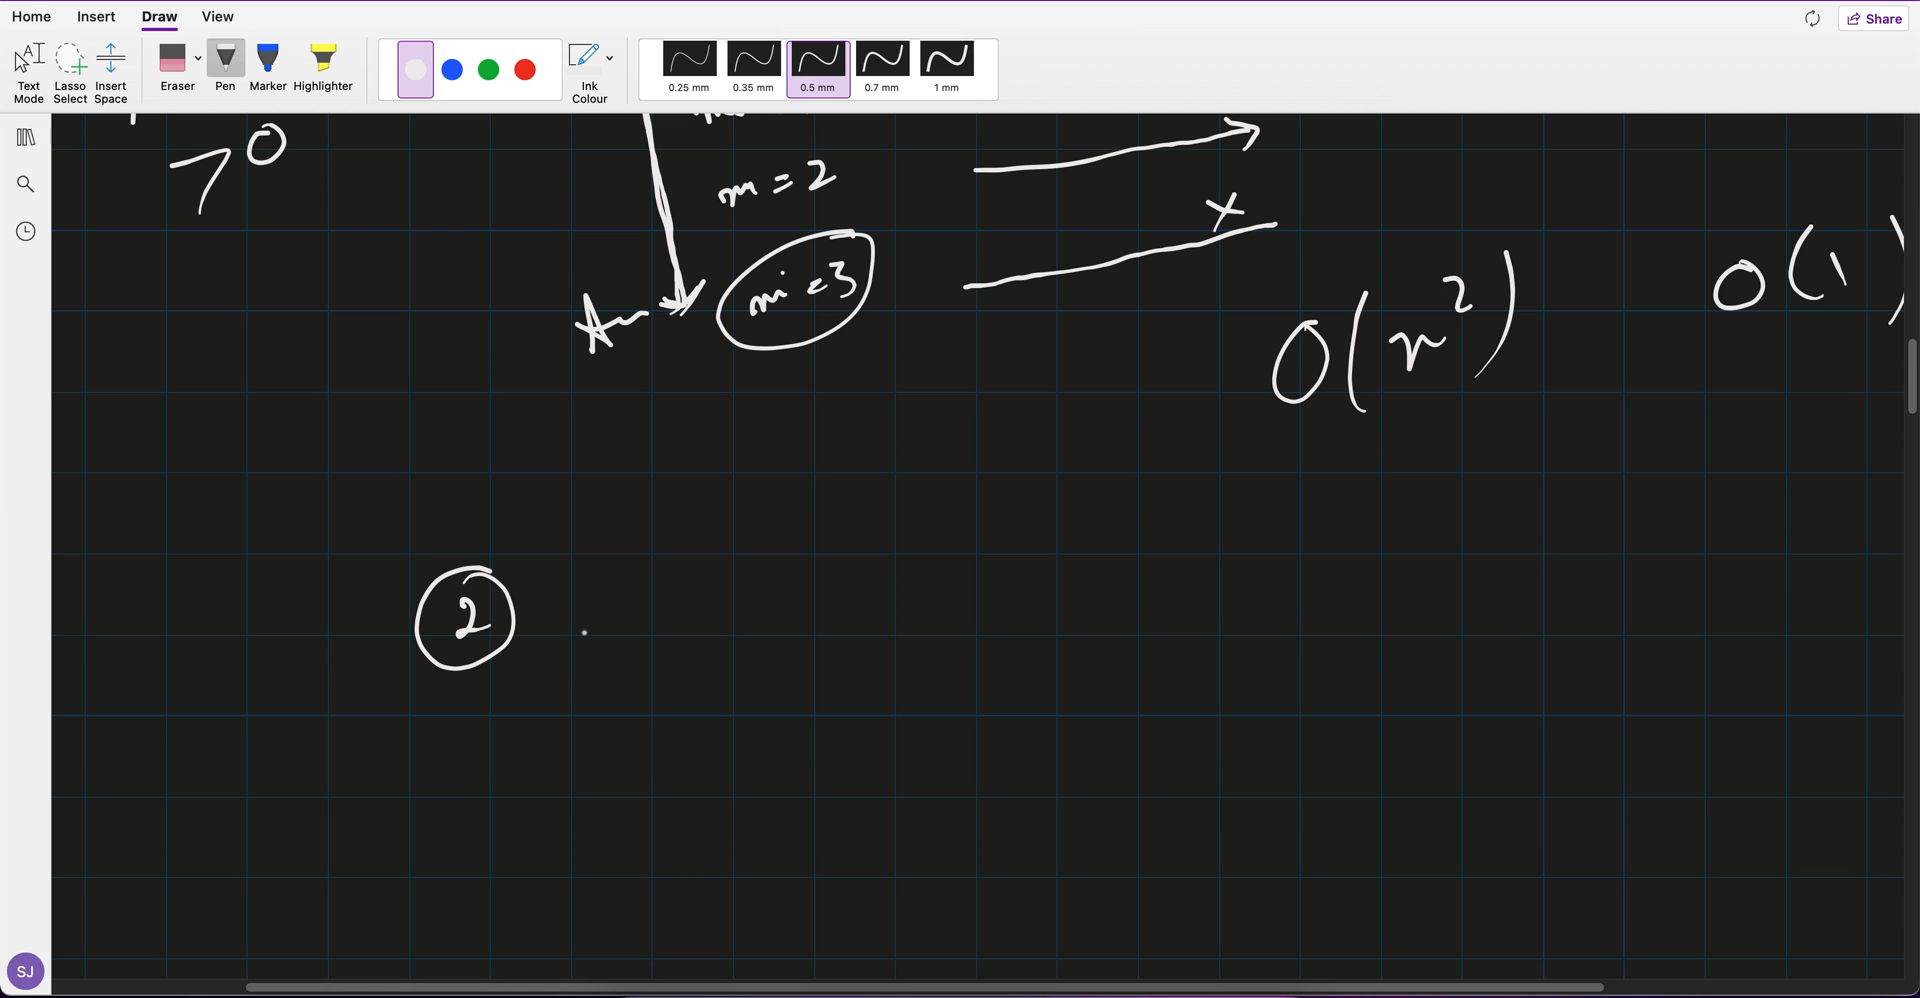 Home Insert Draw View
Share
Text Mode
Lasso Select
Insert Space
Eraser
Pen
Marker
Highlighter
Ink Colour
0.25 mm
0.35 mm
0.5 mm
0.7 mm
1 mm
70
m = 2
m = 3
O(n²)
O(1)
2
SJ